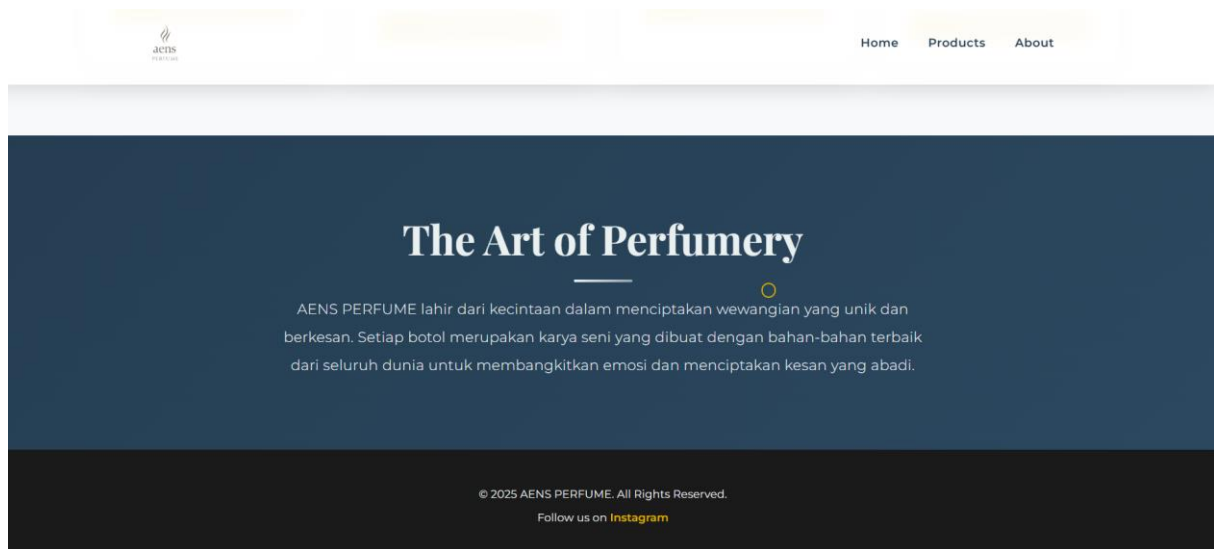 aens
PERFUME
Home Products About
The Art of Perfumery
AENS PERFUME lahir dari kecintaan dalam menciptakan wewangian yang unik dan
berkesan. Setiap botol merupakan karya seni yang dibuat dengan bahan-bahan terbaik
dari seluruh dunia untuk membangkitkan emosi dan menciptakan kesan yang abadi.
© 2025 AENS PERFUME. All Rights Reserved.
Follow us on Instagram